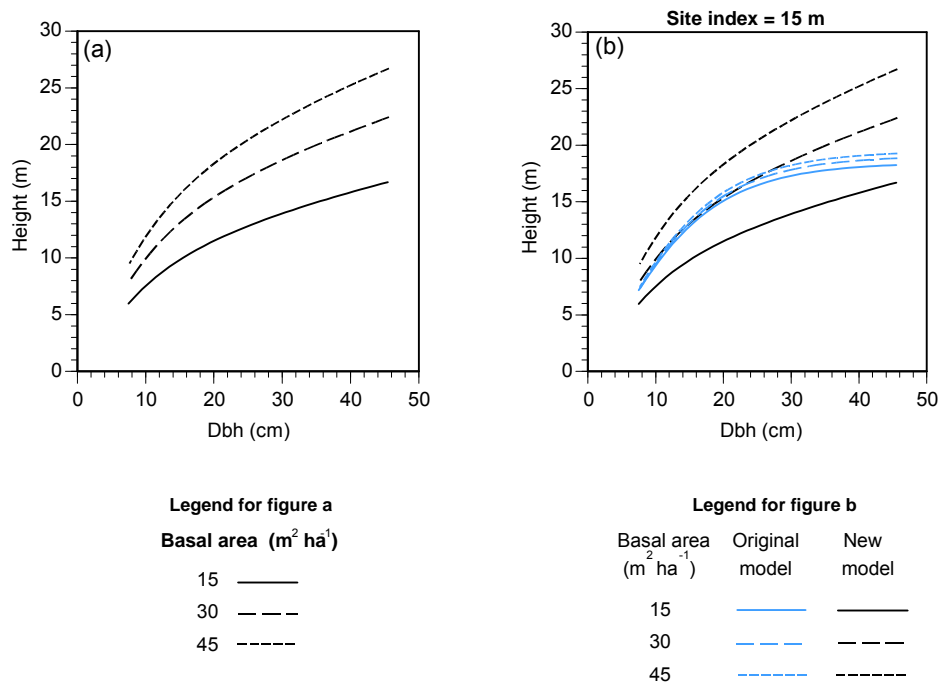 (a)
30
25
20
15
10
5
0
Height (m)
0 10 20 30 40 50
Dbh (cm)
Site index = 15 m
(b)
30
25
20
15
10
5
0
Height (m)
0 10 20 30 40 50
Dbh (cm)
Legend for figure a
Basal area (m² ha⁻¹)
15
30
45
Legend for figure b
Basal area Original New
(m² ha⁻¹) model model
15
30
45